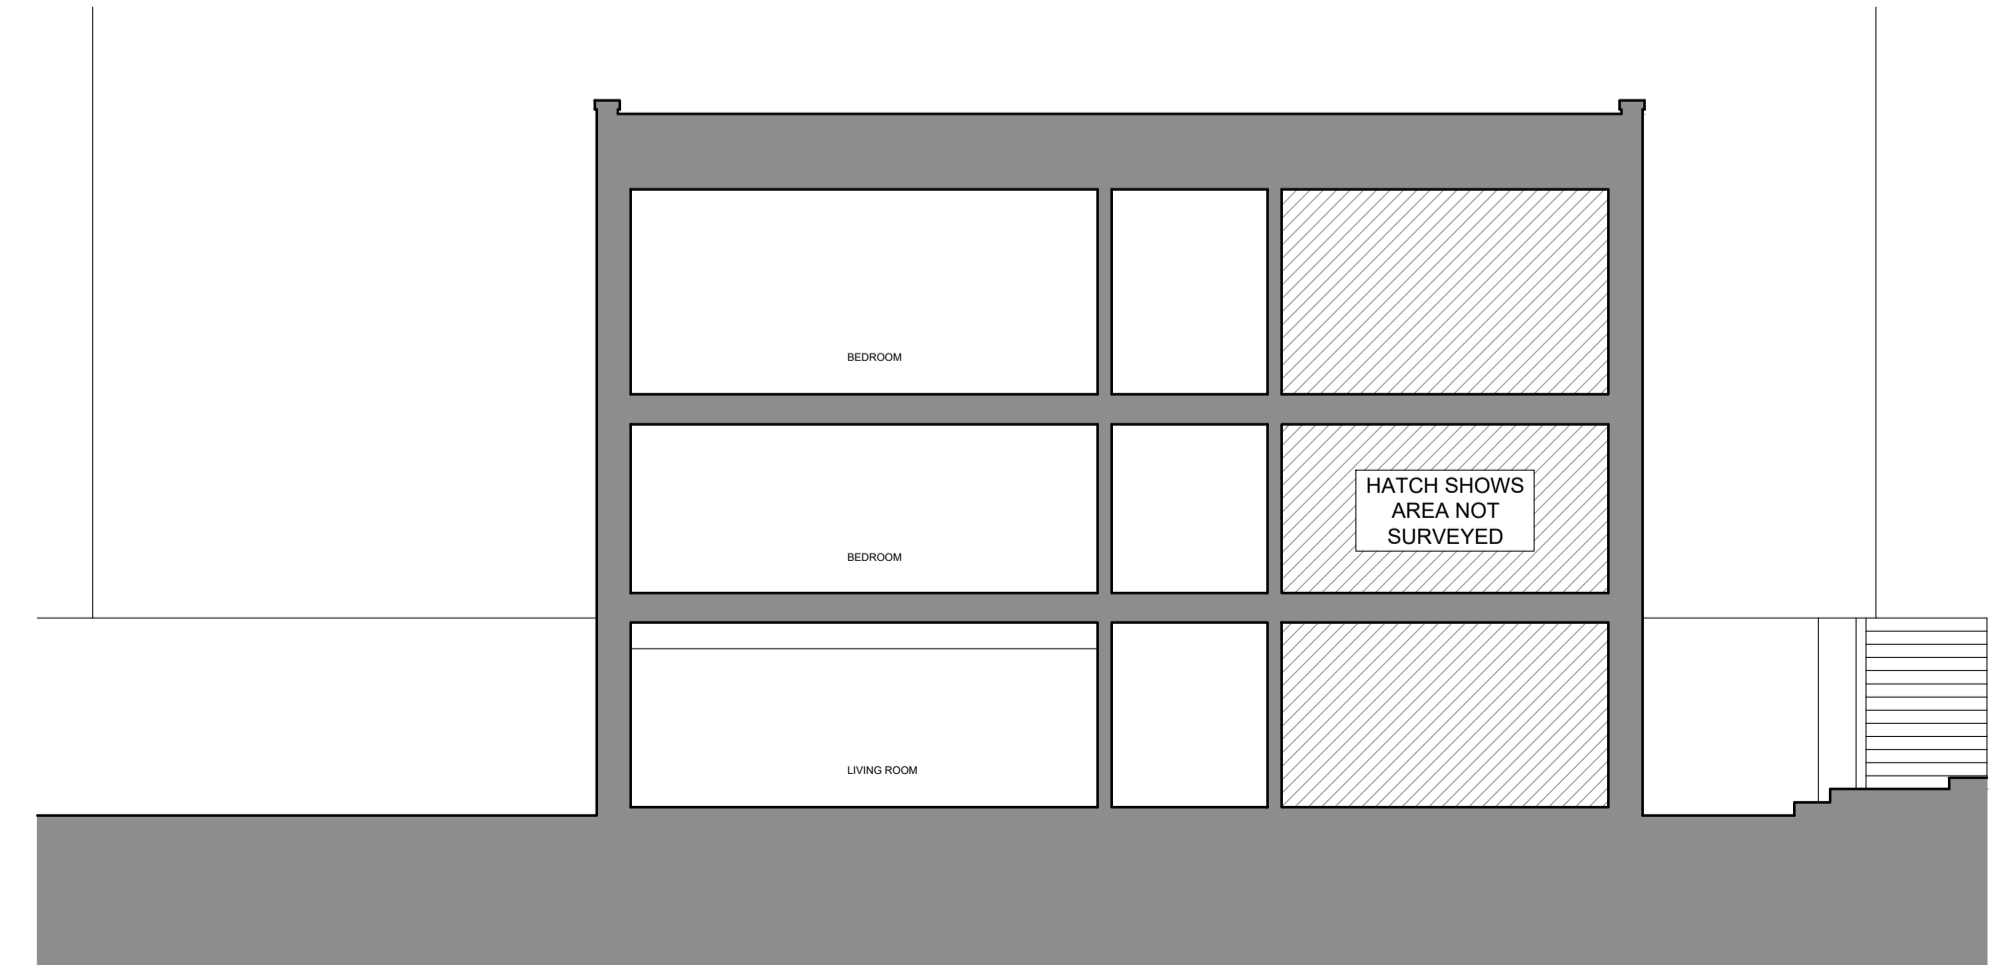 BEDROOM
BEDROOM
HATCH SHOWS
AREA NOT
SURVEYED
LIVING ROOM